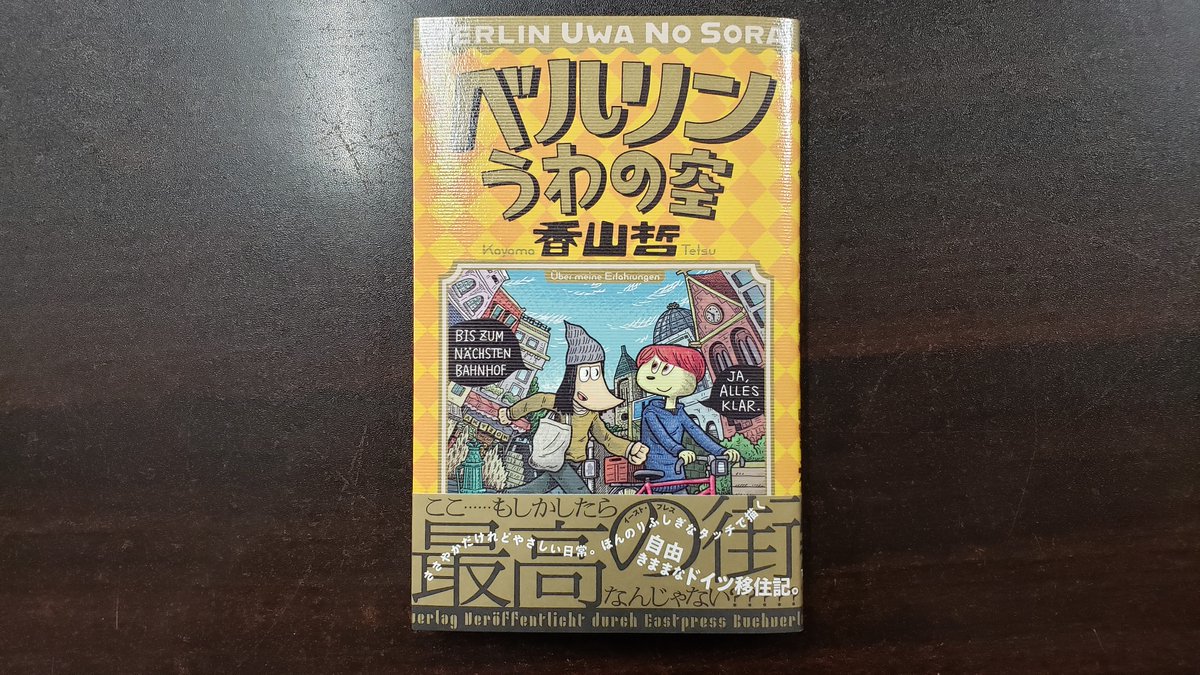 BERLIN UWA NO SORA
ベルリン
うわの空
Kayama 香山哲 Tetsu
Über meine Erfahrungen
BIS ZUM
NÄCHSTEN
BAHNHOF.
JA,
ALLES
KLAR.
ここ……もしかしたら
最高の街
なんじゃない?????
イースト・プレス
ささやかだけれどやさしい日常。ほんのりふしぎなタッチで描く
自由
きままなドイツ移住記。
verlag Veröffentlicht durch Eastpress Buchverl